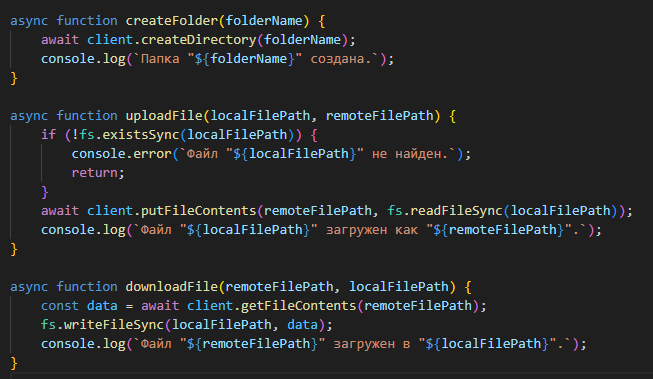 async function createFolder(folderName) {
    await client.createDirectory(folderName);
    console.log(`Папка "${folderName}" создана.`);
}

async function uploadFile(localFilePath, remoteFilePath) {
    if (!fs.existsSync(localFilePath)) {
        console.error(`Файл "${localFilePath}" не найден.`);
        return;
    }
    await client.putFileContents(remoteFilePath, fs.readFileSync(localFilePath));
    console.log(`Файл "${localFilePath}" загружен как "${remoteFilePath}".`);
}

async function downloadFile(remoteFilePath, localFilePath) {
    const data = await client.getFileContents(remoteFilePath);
    fs.writeFileSync(localFilePath, data);
    console.log(`Файл "${remoteFilePath}" загружен в "${localFilePath}".`);
}